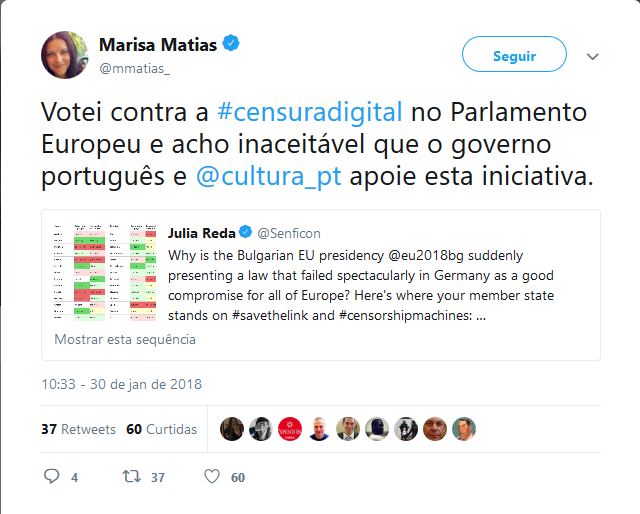 Marisa Matias
@mmatias_
Seguir
Votei contra a #censuradigital no Parlamento
Europeu e acho inaceitável que o governo
português e @cultura_pt apoie esta iniciativa.
Julia Reda @Senficon
Why is the Bulgarian EU presidency @eu2018bg suddenly
presenting a law that failed spectacularly in Germany as a good
compromise for all of Europe? Here's where your member state
stands on #savethelink and #censorshipmachines: ...
Mostrar esta sequência
10:33 - 30 de jan de 2018
37 Retweets 60 Curtidas
4 37 60